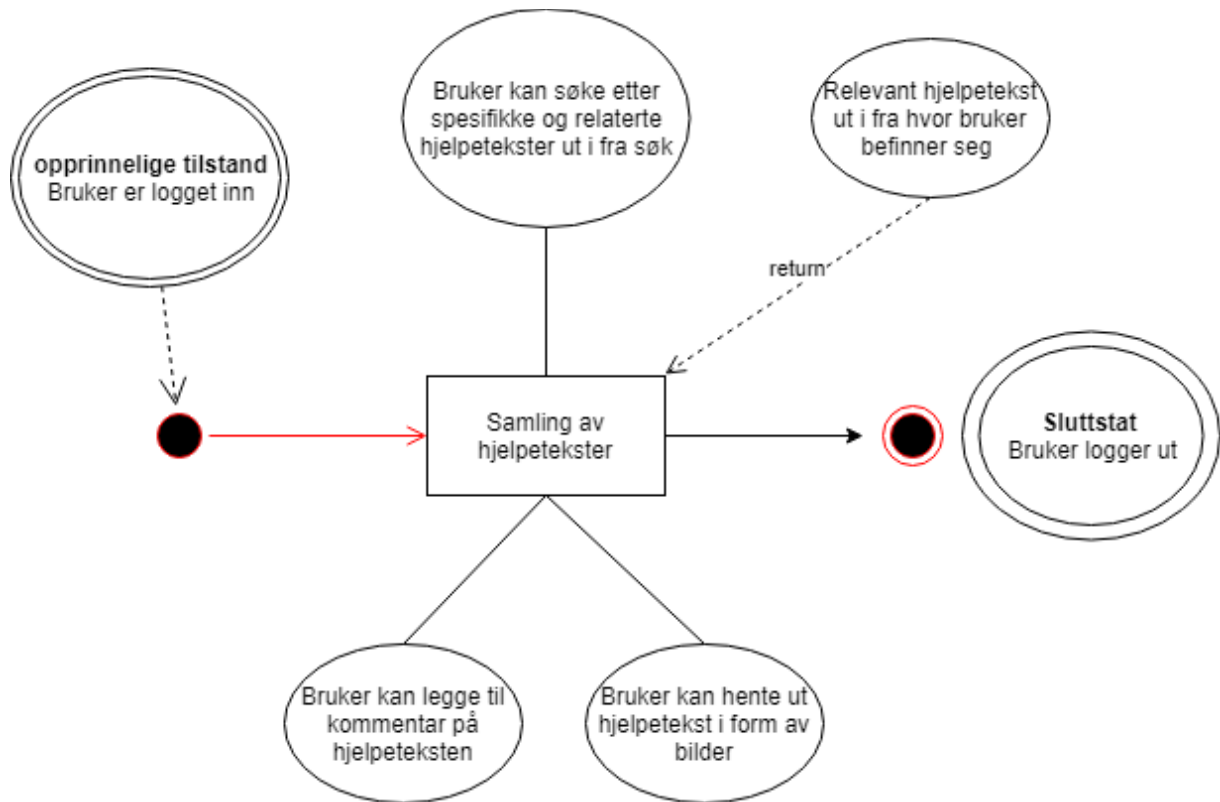 Bruker kan søke etter
spesifikke og relaterte
hjelpetekster ut i fra søk
Relevant hjelpetekst
ut i fra hvor bruker
befinner seg
opprinnelige tilstand
Bruker er logget inn
return
Samling av
hjelpetekster
Sluttstat
Bruker logger ut
Bruker kan legge til
kommentar på
hjelpeteksten
Bruker kan hente ut
hjelpetekst i form av
bilder